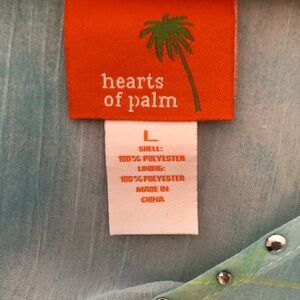 hearts
of palm
L
SHELL:
100% POLYESTER
LINING:
100% POLYESTER
MADE IN
CHINA